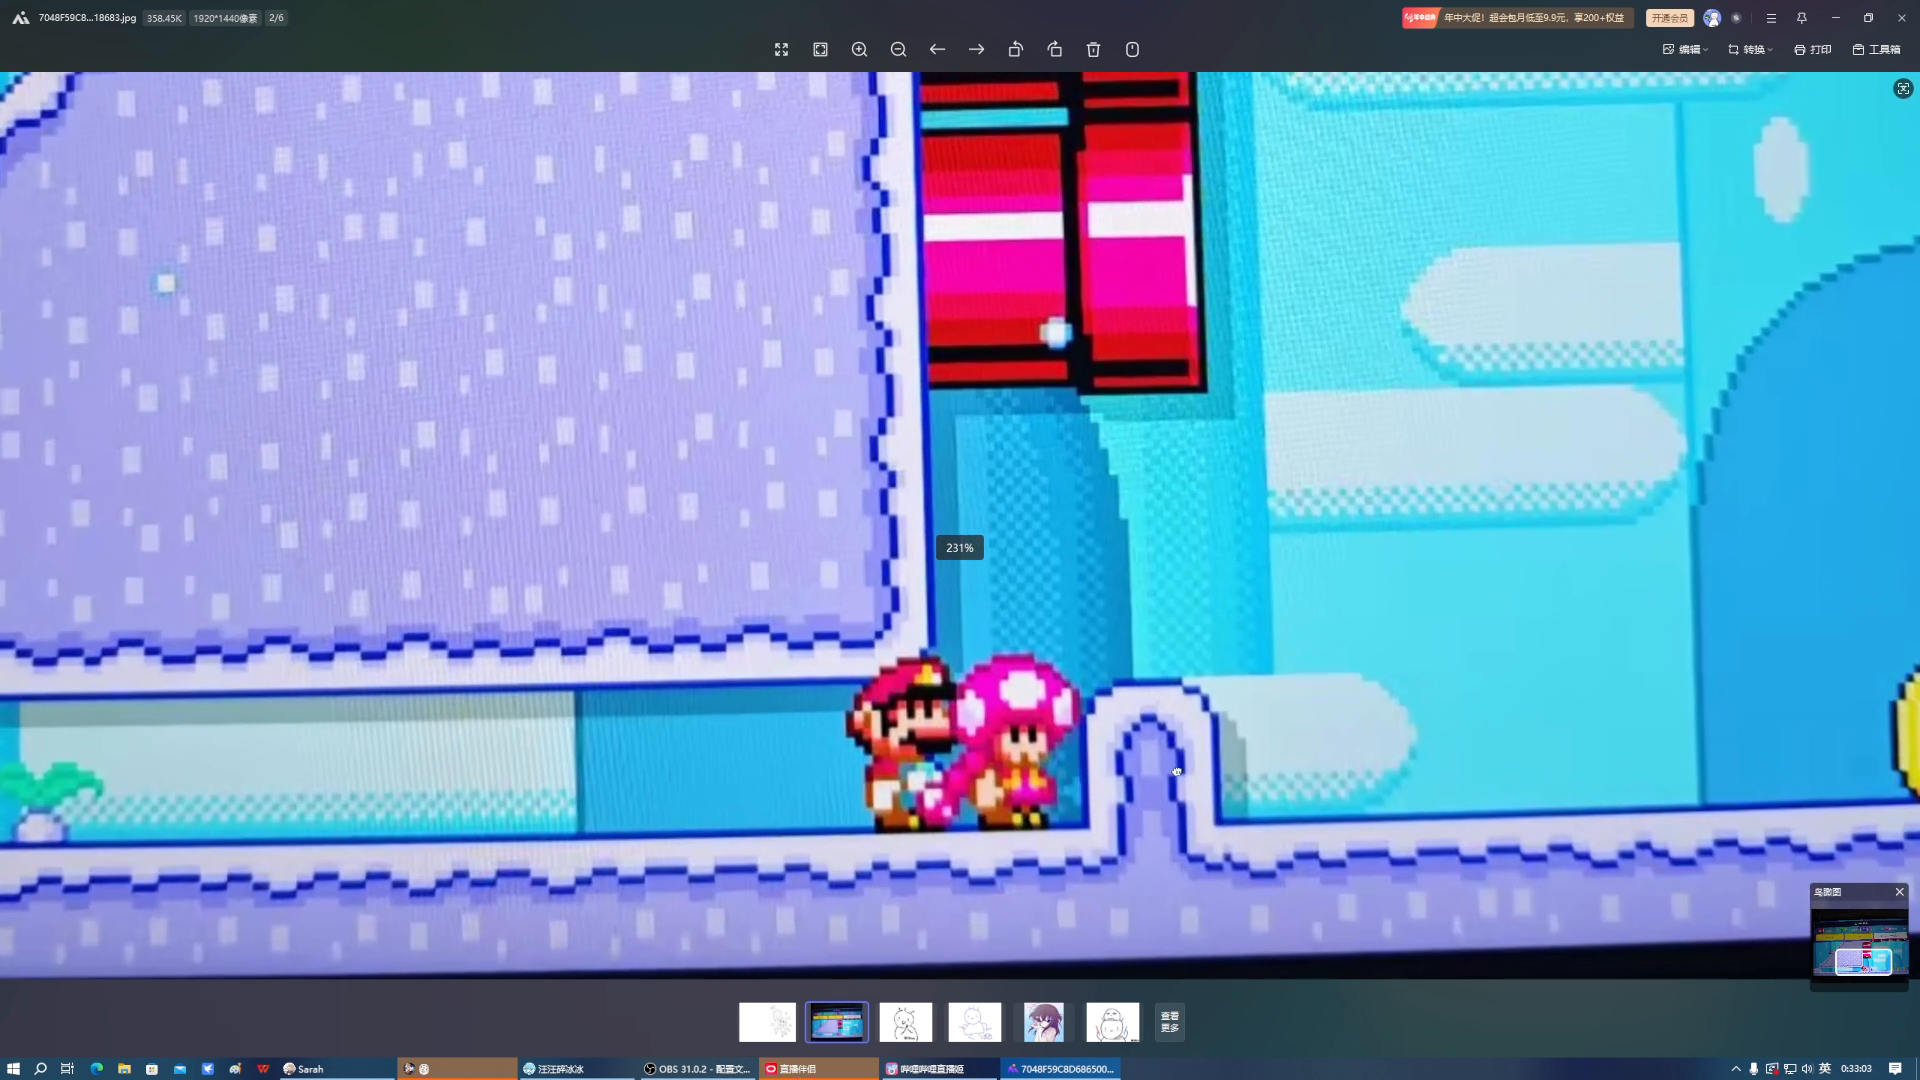 7048F59C8...18683.jpg 358.45K 1920*1440像素 2/6
年中大促！超会包月低至9.9元，享200+权益 开通会员
编辑 转换 打印 工具箱
231%
鸟瞰图
查看
更多
Sarah
汪汪碎冰冰
OBS 31.0.2 - 配置文...
直播伴侣
哔哩哔哩直播姬
7048F59C8D686500...
英 0:33:03